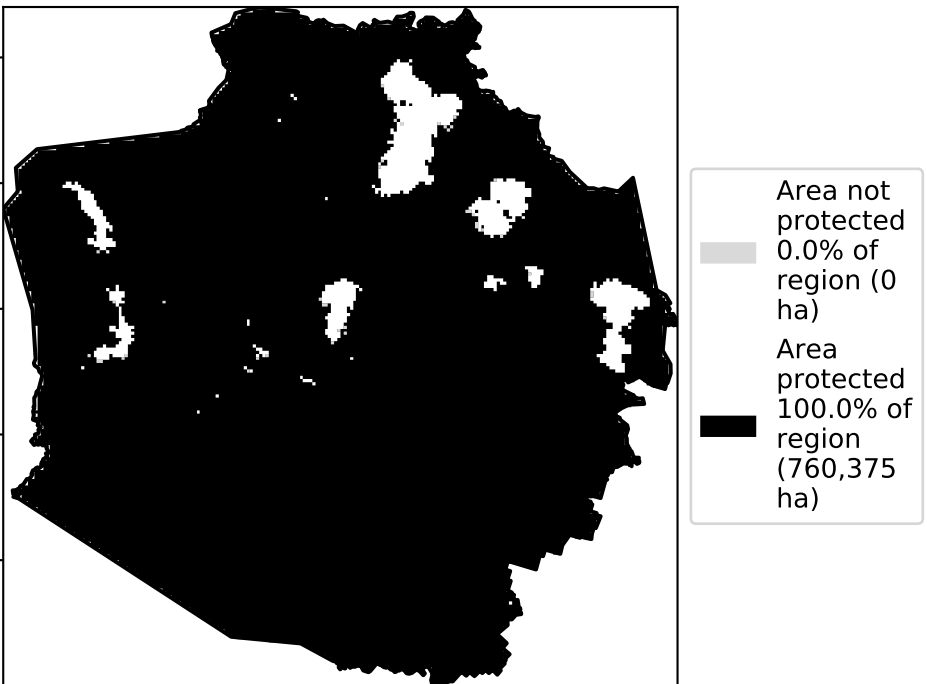 Area not
protected
0.0% of
region (0
ha)
Area
protected
100.0% of
region
(760,375
ha)